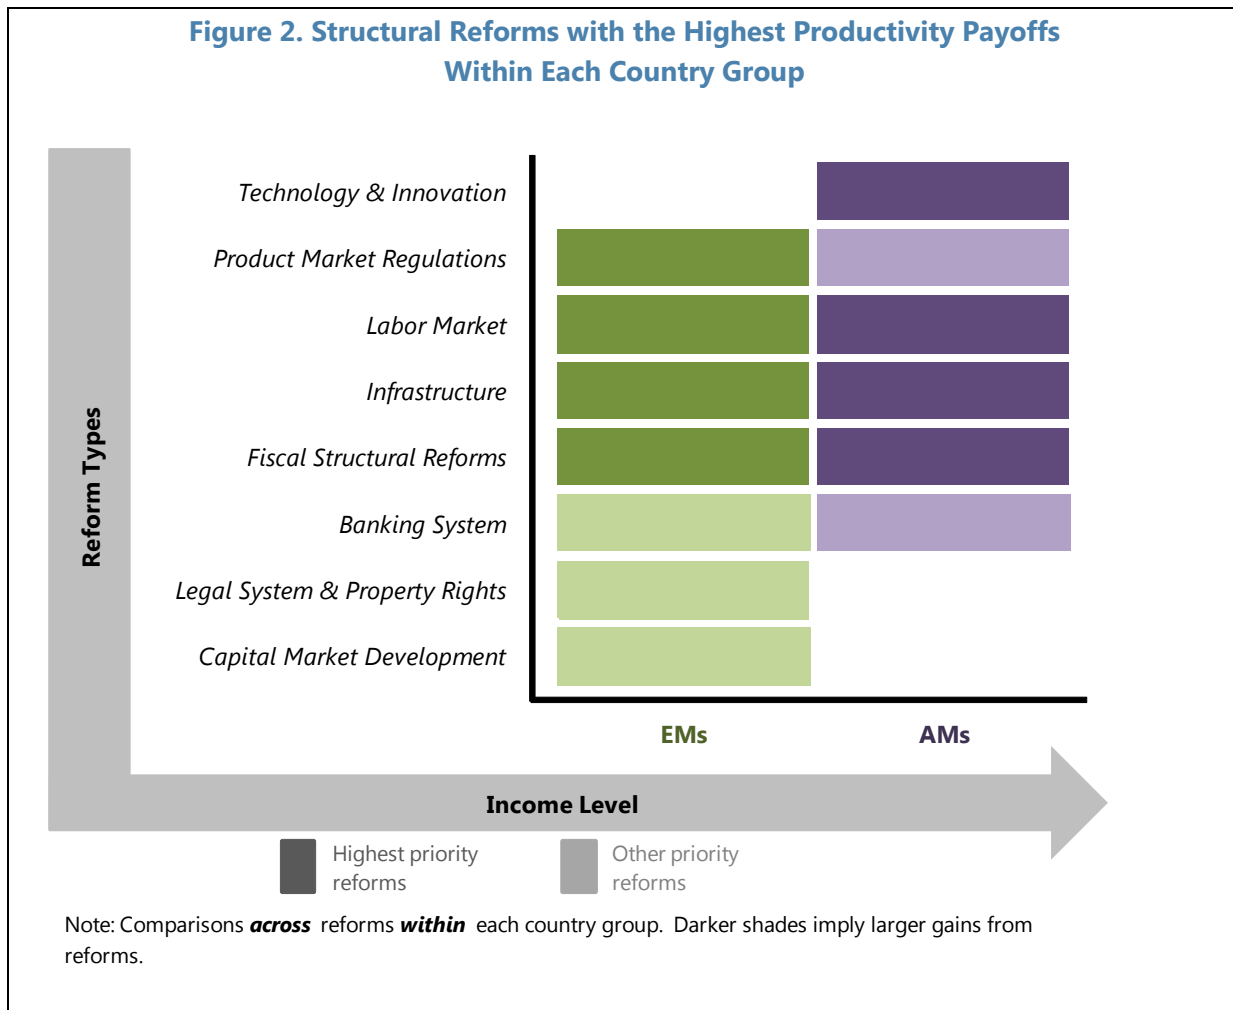 Figure 2. Structural Reforms with the Highest Productivity Payoffs
Within Each Country Group
Technology & Innovation
Product Market Regulations
Labor Market
Infrastructure
Fiscal Structural Reforms
Banking System
Legal System & Property Rights
Capital Market Development
Reform Types
EMs
AMs
Income Level
Highest priority
reforms
Other priority
reforms
Note: Comparisons across reforms within each country group. Darker shades imply larger gains from
reforms.